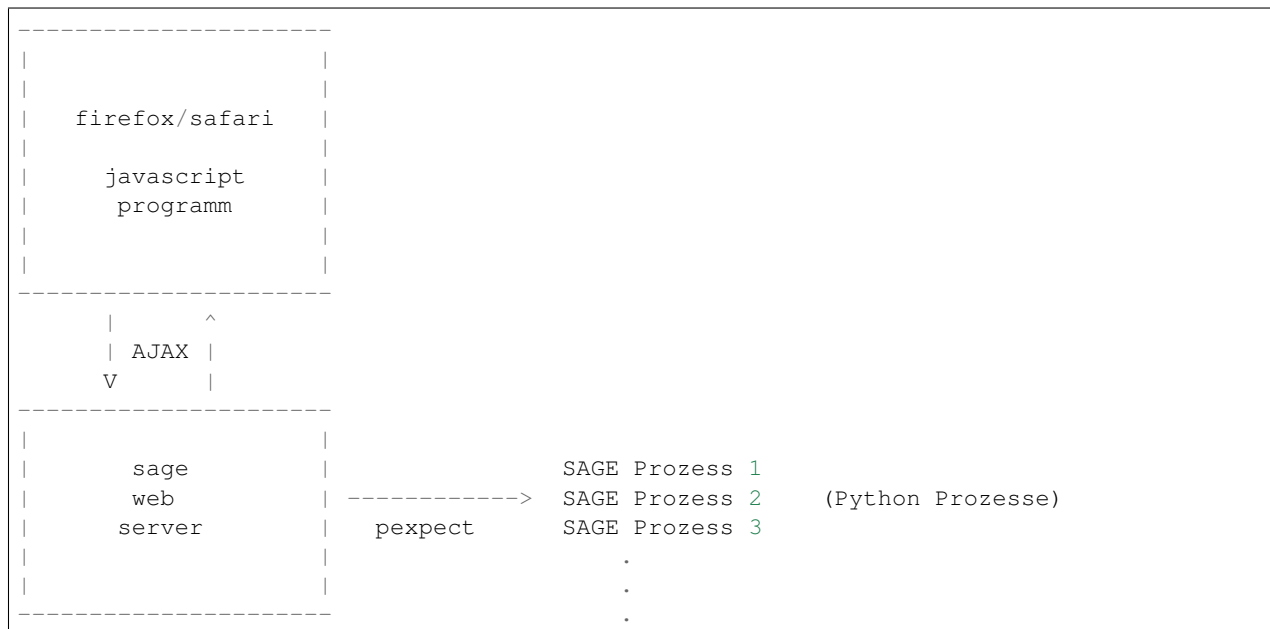 ----------------------
|                     |
|                     |
|   firefox/safari    |
|                     |
|     javascript      |
|      programm       |
|                     |
|                     |
----------------------
      |      ^
      | AJAX |
      V      |
----------------------
|                     |
|       sage          |                SAGE Prozess 1
|       web           | ------------>  SAGE Prozess 2    (Python Prozesse)
|      server         |   pexpect      SAGE Prozess 3
|                     |                    .
|                     |                    .
----------------------                     .